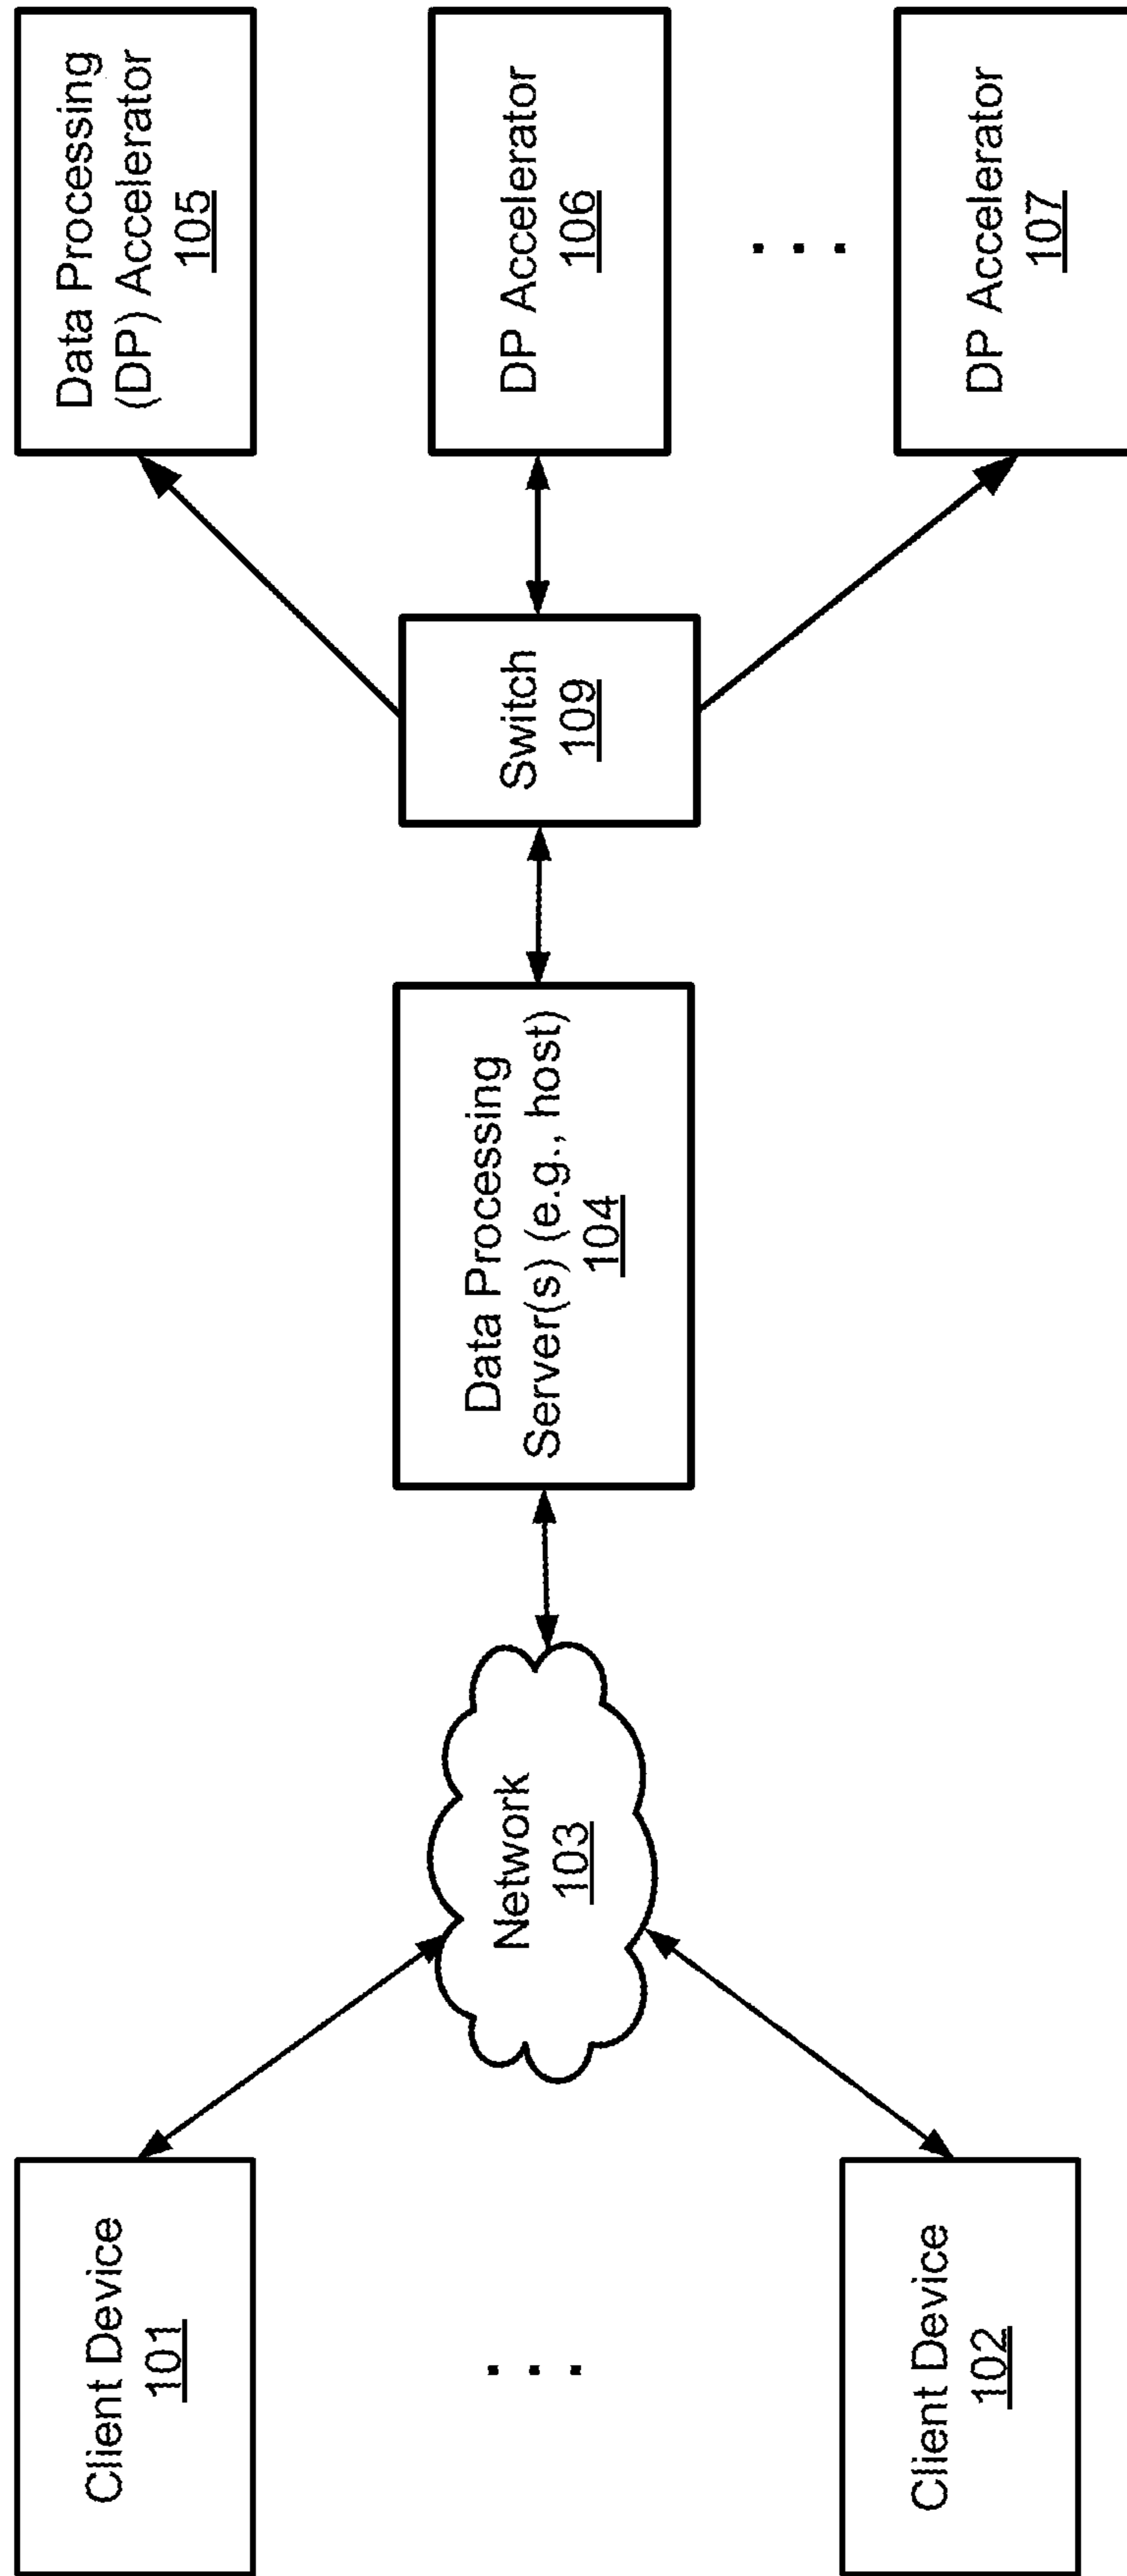 Client Device
101
. . .
Client Device
102
Network
103
Data Processing
Server(s) (e.g., host)
104
Switch
109
Data Processing
(DP) Accelerator
105
DP Accelerator
106
. . .
DP Accelerator
107